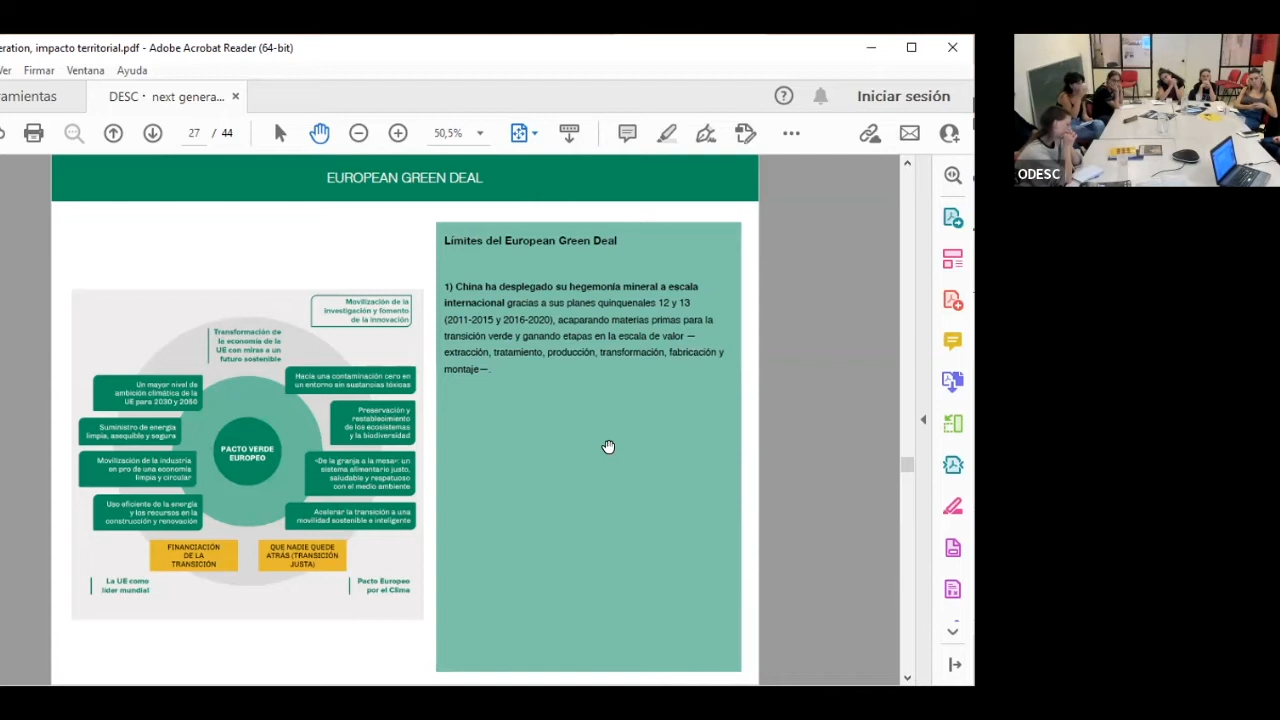 eration, impacto territorial.pdf - Adobe Acrobat Reader (64-bit)
Ver Firmar Ventana Ayuda
ramientas
DESC · next genera... ×
Iniciar sesión
27 / 44
50,5%
EUROPEAN GREEN DEAL
Movilización de la
investigación y fomento
de la innovación
Transformación de
la economía de la
UE con miras a un
futuro sostenible
Un mayor nivel de
ambición climática de la
UE para 2030 y 2050
Suministro de energía
limpia, asequible y segura
Movilización de la industria
en pro de una economía
limpia y circular
Uso eficiente de la energía
y los recursos en la
construcción y renovación
PACTO VERDE
EUROPEO
Hacia una contaminación cero en
un entorno sin sustancias tóxicas
Preservación y
restablecimiento
de los ecosistemas
y la biodiversidad
«De la granja a la mesa»: un
sistema alimentario justo,
saludable y respetuoso
con el medio ambiente
Acelerar la transición a una
movilidad sostenible e inteligente
FINANCIACIÓN
DE LA
TRANSICIÓN
QUE NADIE QUEDE
ATRÁS (TRANSICIÓN
JUSTA)
La UE como
líder mundial
Pacto Europeo
por el Clima
Límites del European Green Deal
1) China ha desplegado su hegemonía mineral a escala
internacional gracias a sus planes quinquenales 12 y 13
(2011-2015 y 2016-2020), acaparando materias primas para la
transición verde y ganando etapas en la escala de valor —
extracción, tratamiento, producción, transformación, fabricación y
montaje—.
ODESC